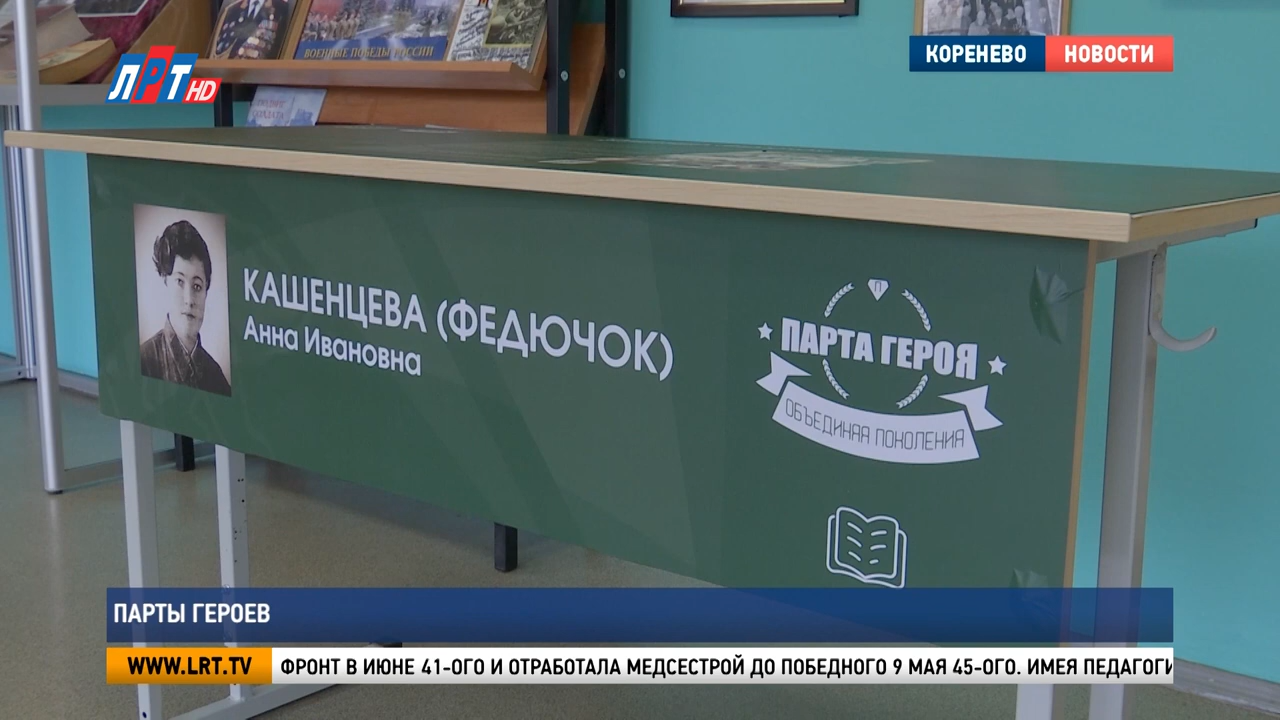 ЛРТ HD
ВОЕННЫЕ ПОБЕДЫ РОССИИ
КОРЕНЕВО НОВОСТИ
КАШЕНЦЕВА (ФЕДЮЧОК)
Анна Ивановна
П
ПАРТА ГЕРОЯ
ОБЪЕДИНЯЯ ПОКОЛЕНИЯ
ПАРТЫ ГЕРОЕВ
WWW.LRT.TV ФРОНТ В ИЮНЕ 41-ОГО И ОТРАБОТАЛА МЕДСЕСТРОЙ ДО ПОБЕДНОГО 9 МАЯ 45-ОГО. ИМЕЯ ПЕДАГОГИ